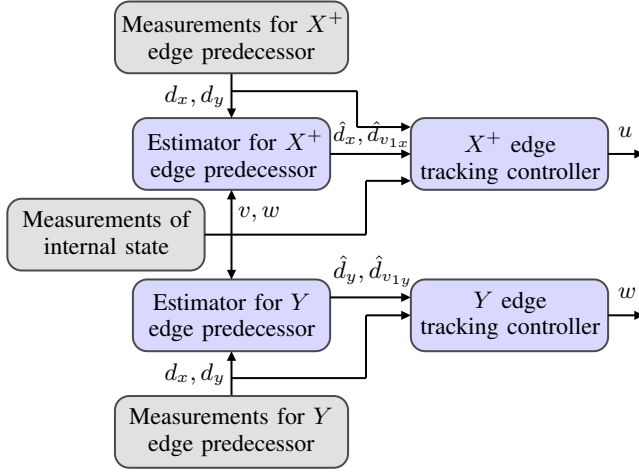 Measurements for X⁺
edge predecessor
d_x, d_y
Estimator for X⁺
edge predecessor
d̂_x, d̂_{v_{1x}}
X⁺ edge
tracking controller
u
Measurements of
internal state
v, w
Estimator for Y
edge predecessor
d̂_y, d̂_{v_{1y}}
Y edge
tracking controller
w
d_x, d_y
Measurements for Y
edge predecessor